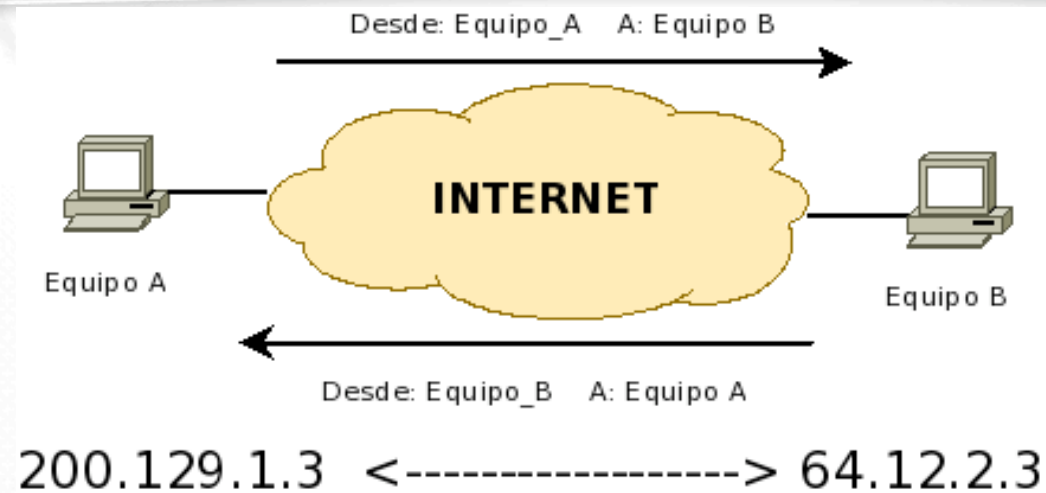 Desde: Equipo_A A: Equipo B
INTERNET
Equipo A
Equipo B
Desde: Equipo_B A: Equipo A
200.129.1.3 <-----------------> 64.12.2.3